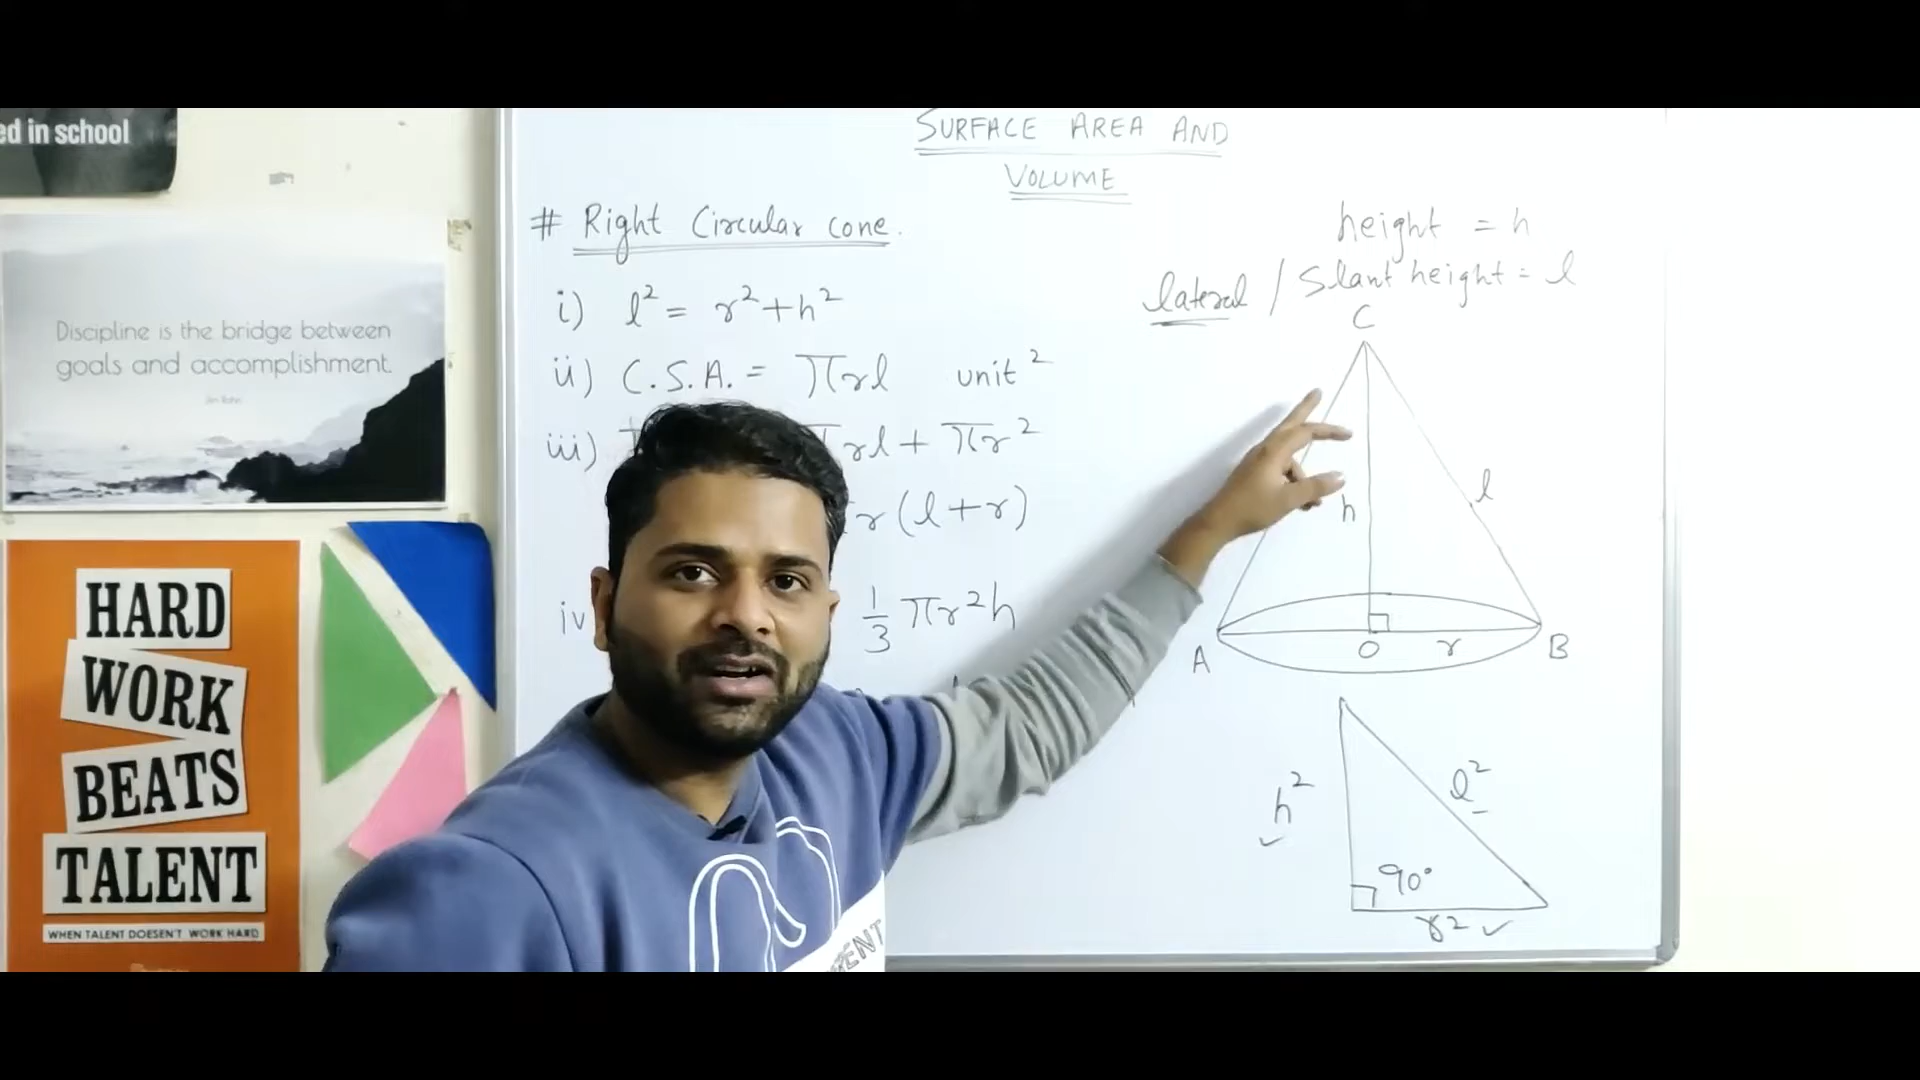 ed in school
Discipline is the bridge between
goals and accomplishment.
HARD
WORK
BEATS
TALENT
WHEN TALENT DOESEN'T WORK HARD
SURFACE AREA AND
VOLUME
# Right Circular cone.
i) l² = r² + h²
ii) C.S.A. = πrl unit²
iii) πrl + πr²
r(l+r)
iv 1/3 πr²h
height = h
lateral / Slant height = l
C
h
l
A
O
r
B
h²
l²
90°
r²